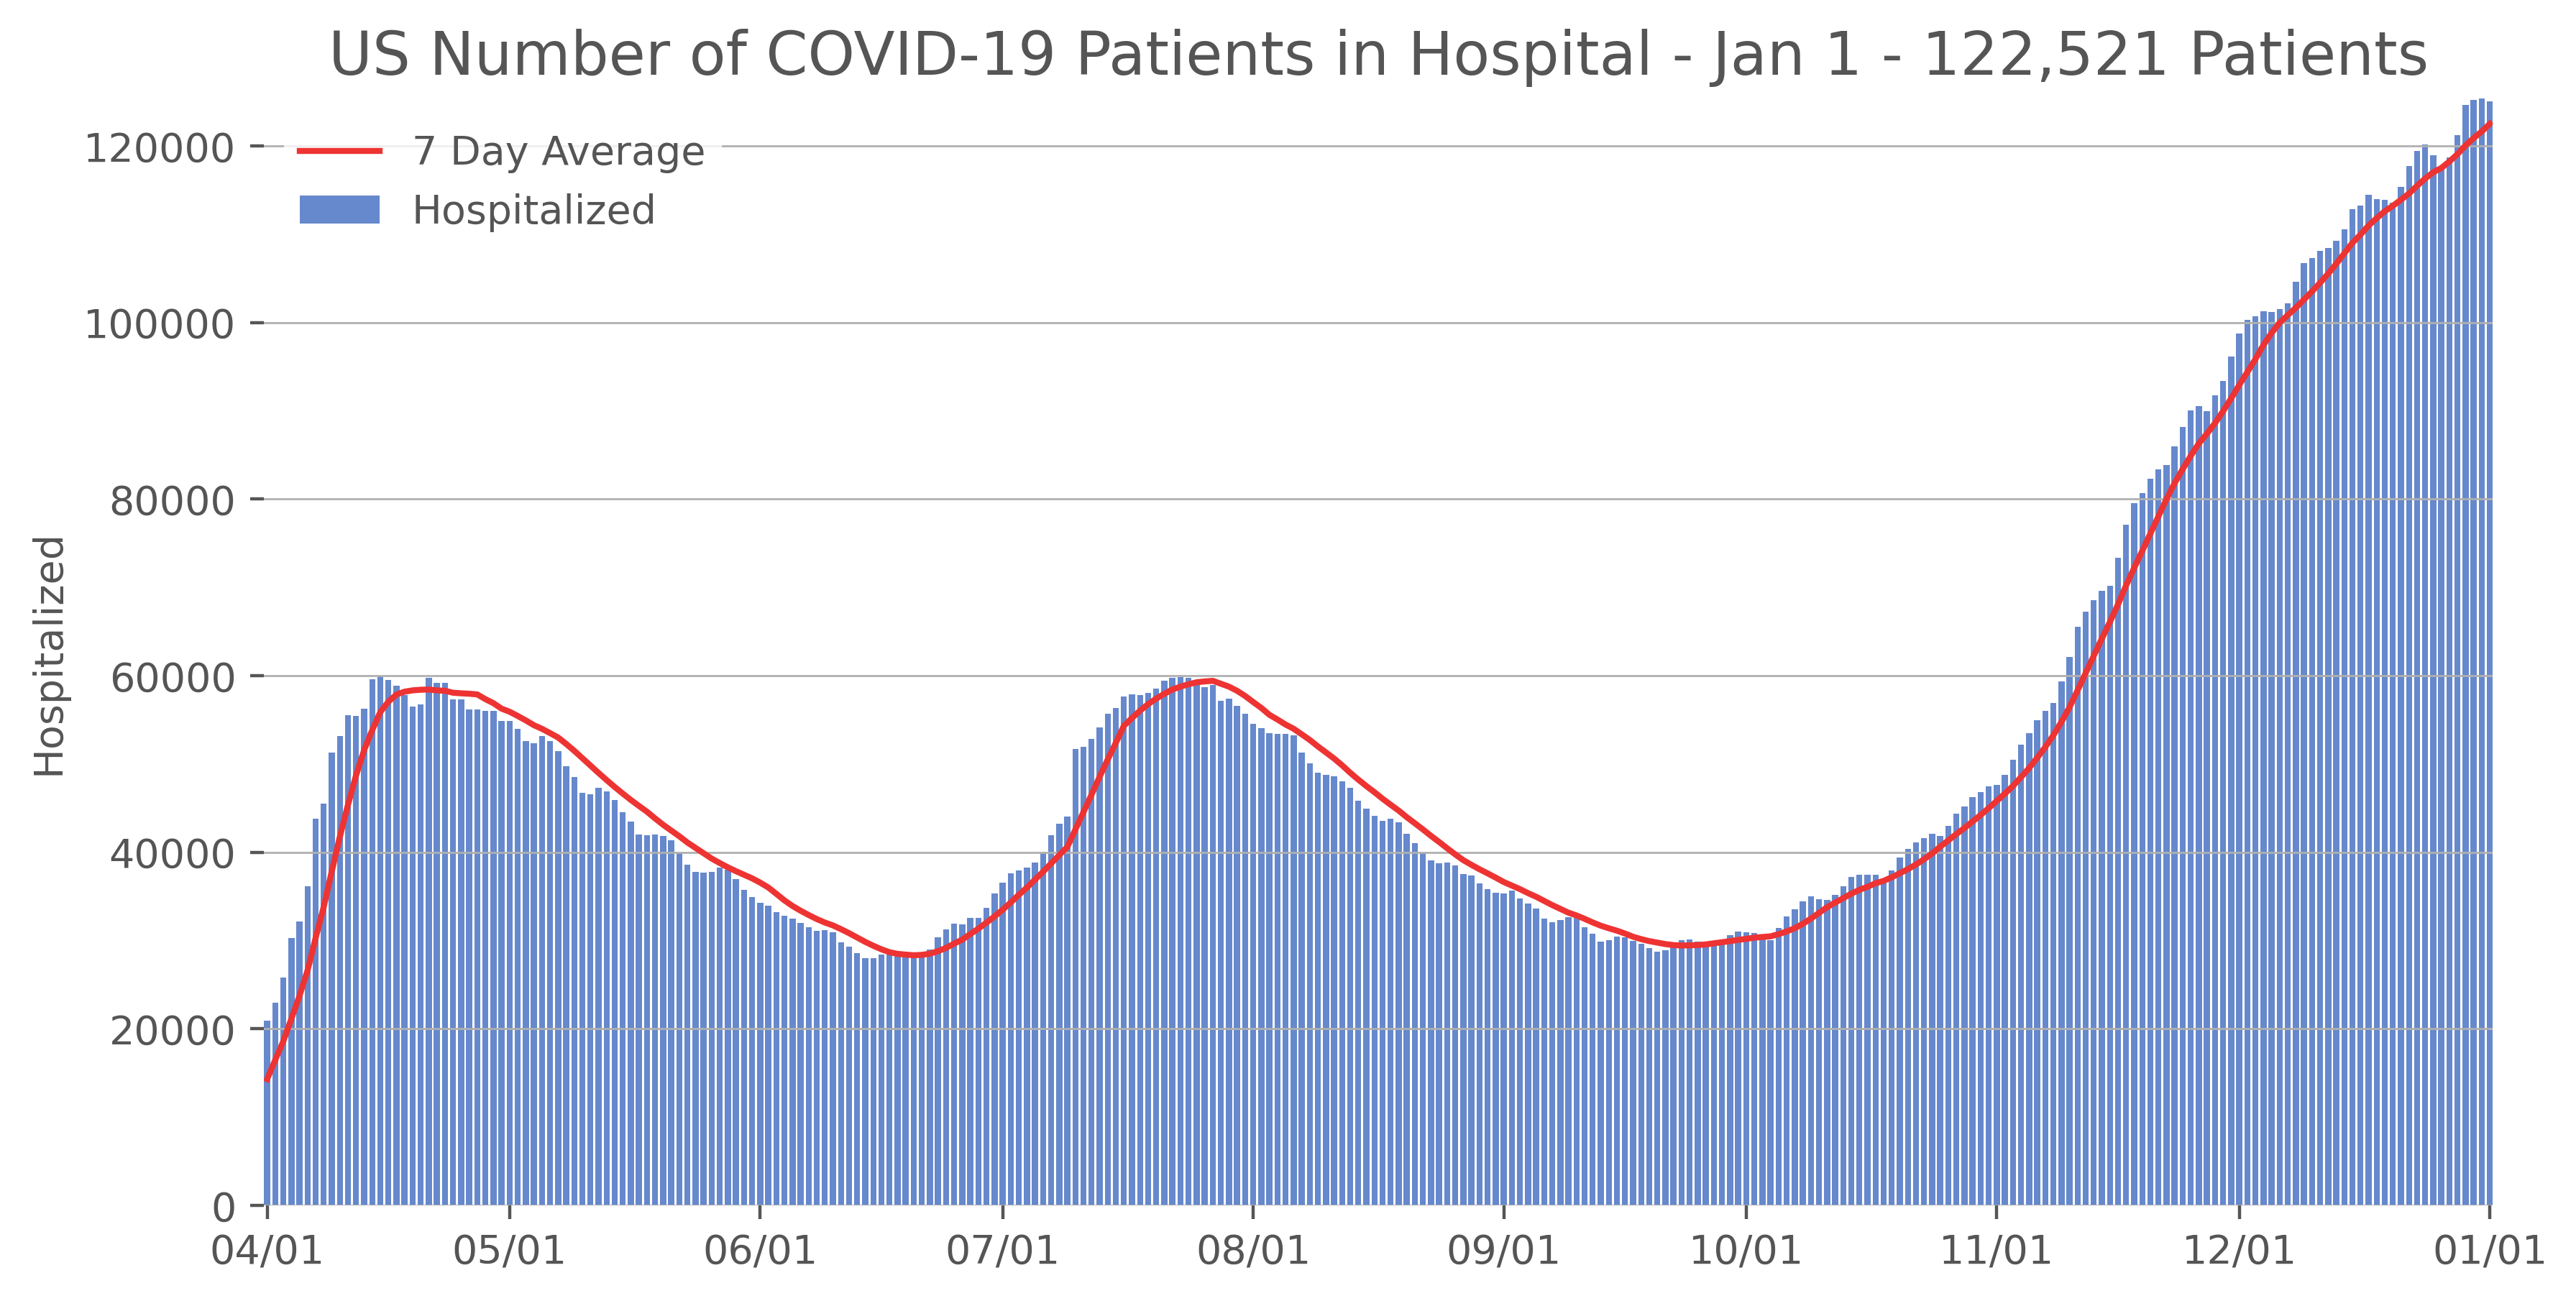 US Number of COVID-19 Patients in Hospital - Jan 1 - 122,521 Patients
7 Day Average
Hospitalized
120000
100000
80000
60000
40000
20000
0
Hospitalized
04/01 05/01 06/01 07/01 08/01 09/01 10/01 11/01 12/01 01/01